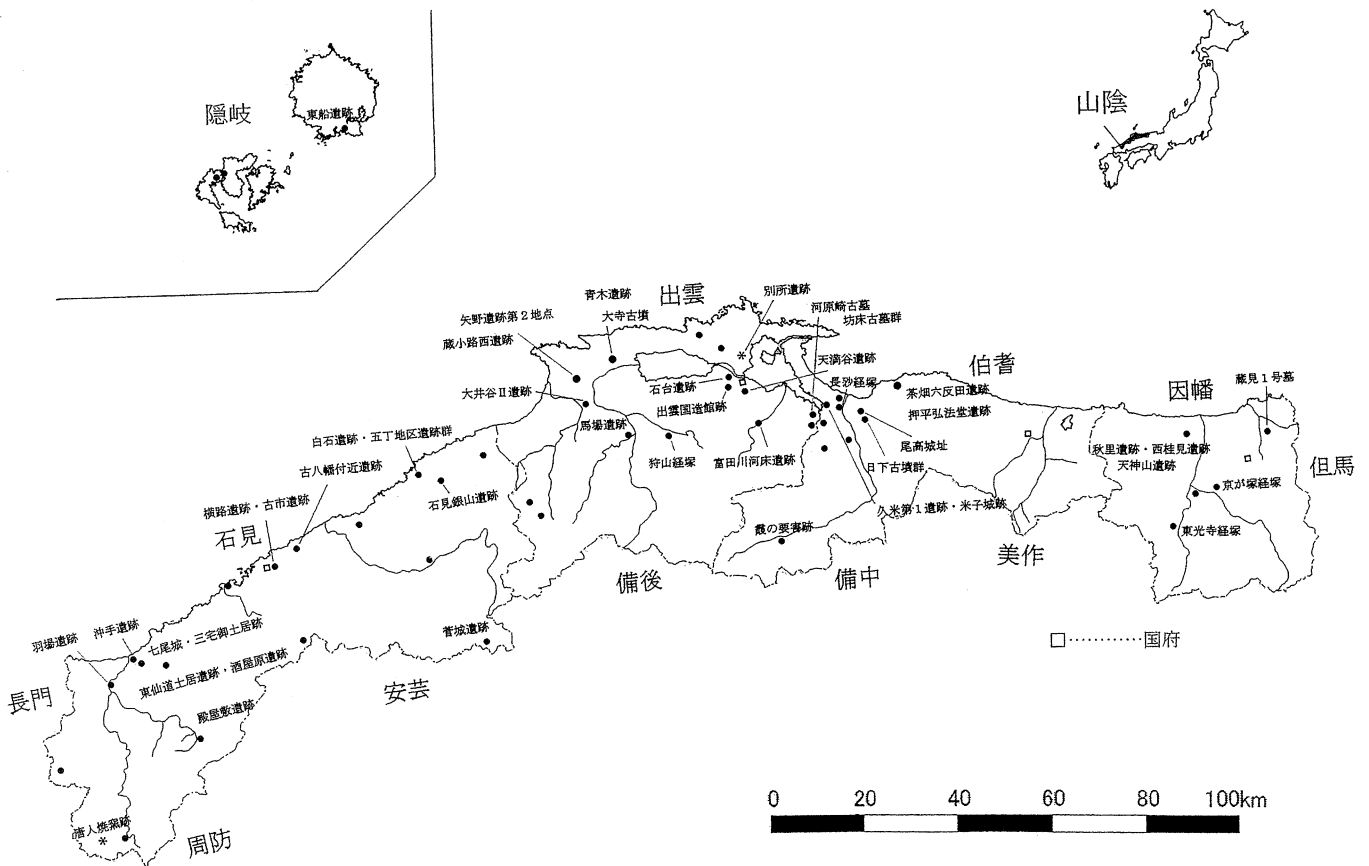 隠岐
東船遺跡
山陰
出雲
青木遺跡
大寺古墳
別所遺跡
河原崎古墓
坊床古墓群
矢野遺跡第2地点
蔵小路西遺跡
天満谷遺跡
伯耆
長砂経塚
茶畑六反田遺跡
因幡
蔵見1号墓
石台遺跡
大井谷Ⅱ遺跡
出雲国造館跡
押平弘法堂遺跡
馬場遺跡
尾高城址
白石遺跡・五丁地区遺跡群
狩山経塚
富田川河床遺跡
日下古墳群
秋里遺跡・西桂見遺跡
天神山遺跡
但馬
古八幡付近遺跡
石見銀山遺跡
京が塚経塚
横路遺跡・古市遺跡
久米第1遺跡・米子城跡
石見
霞の要害跡
東光寺経塚
美作
備後
備中
羽場遺跡
沖手遺跡
七尾城・三宅御土居跡
菅城遺跡
□…………国府
東仙道土居遺跡・酒屋原遺跡
長門
安芸
殿屋敷遺跡
唐人焼窯跡
周防
0 20 40 60 80 100km